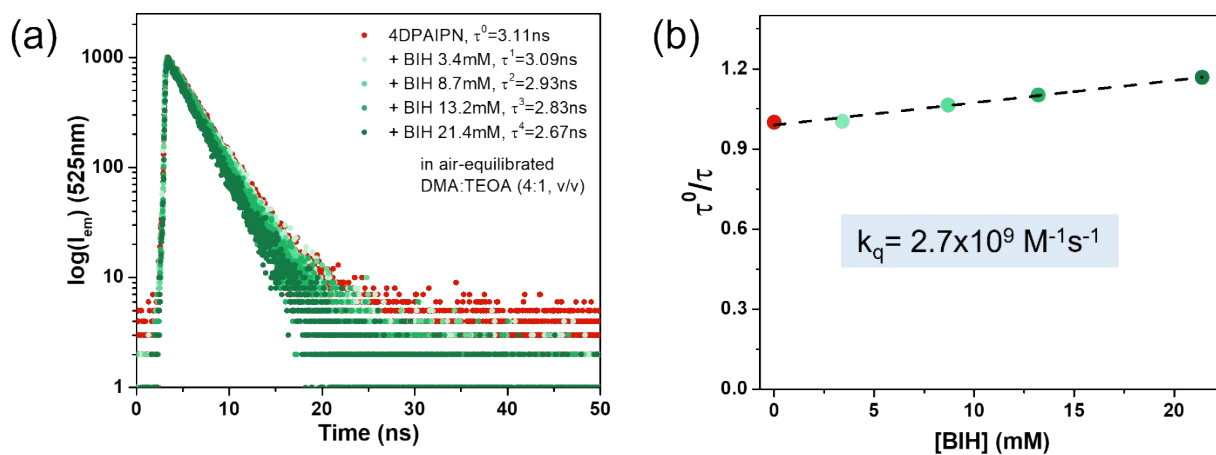 (a)
log(I_em) (525nm)
1000
100
10
1
4DPAIPN, τ⁰=3.11ns
+ BIH 3.4mM, τ¹=3.09ns
+ BIH 8.7mM, τ²=2.93ns
+ BIH 13.2mM, τ³=2.83ns
+ BIH 21.4mM, τ⁴=2.67ns
in air-equilibrated
DMA:TEOA (4:1, v/v)
0 10 20 30 40 50
Time (ns)
(b)
τ⁰/τ
1.2
0.9
0.6
0.3
0.0
k_q= 2.7x10⁹ M⁻¹s⁻¹
0 5 10 15 20
[BIH] (mM)